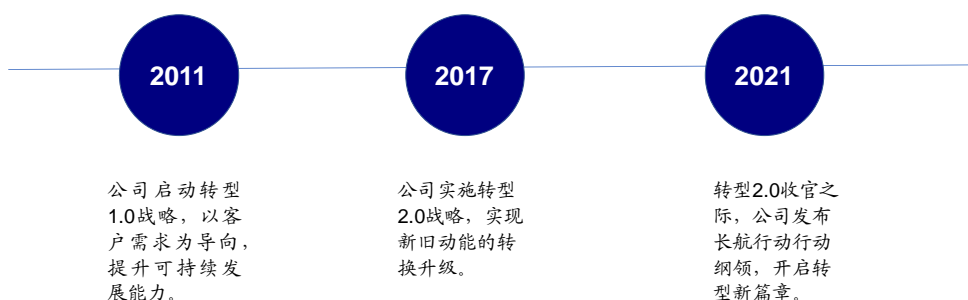 2011
2017
2021
公司启动转型
1.0战略，以客
户需求为导向，
提升可持续发
展能力。
公司实施转型
2.0战略，实现
新旧动能的转
换升级。
转型2.0收官之
际，公司发布
长航行动行动
纲领，开启转
型新篇章。